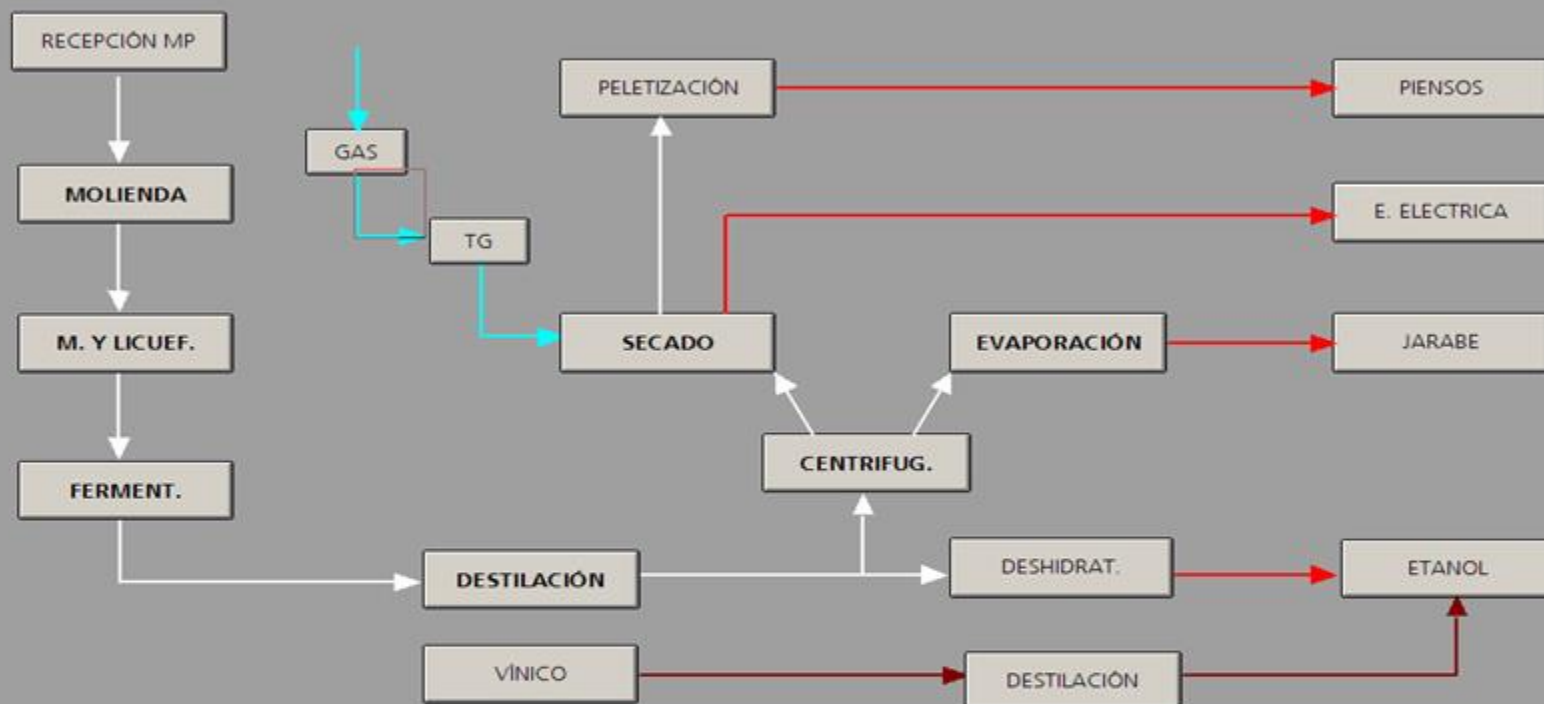 RECEPCIÓN MP
PELETIZACIÓN
PIENSOS
GAS
MOLIENDA
E. ELECTRICA
TG
M. Y LICUEF.
SECADO
EVAPORACIÓN
JARABE
CENTRIFUG.
FERMENT.
DESTILACIÓN
DESHIDRAT.
ETANOL
VÍNICO
DESTILACIÓN